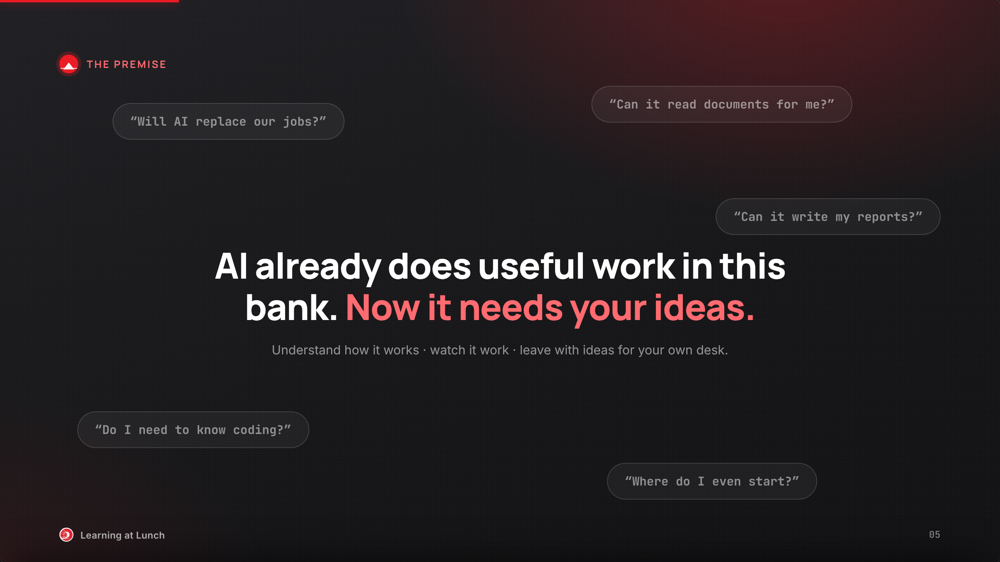 THE PREMISE
“Can it read documents for me?”
“Will AI replace our jobs?”
“Can it write my reports?”
AI already does useful work in this
bank. Now it needs your ideas.
Understand how it works · watch it work · leave with ideas for your own desk.
“Do I need to know coding?”
“Where do I even start?”
Learning at Lunch
05